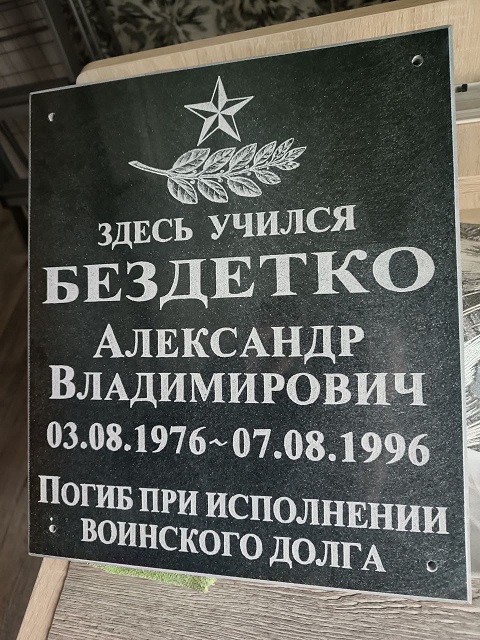 ЗДЕСЬ УЧИЛСЯ
БЕЗДЕТКО
АЛЕКСАНДР
ВЛАДИМИРОВИЧ
03.08.1976~07.08.1996
ПОГИБ ПРИ ИСПОЛНЕНИИ
ВОИНСКОГО ДОЛГА